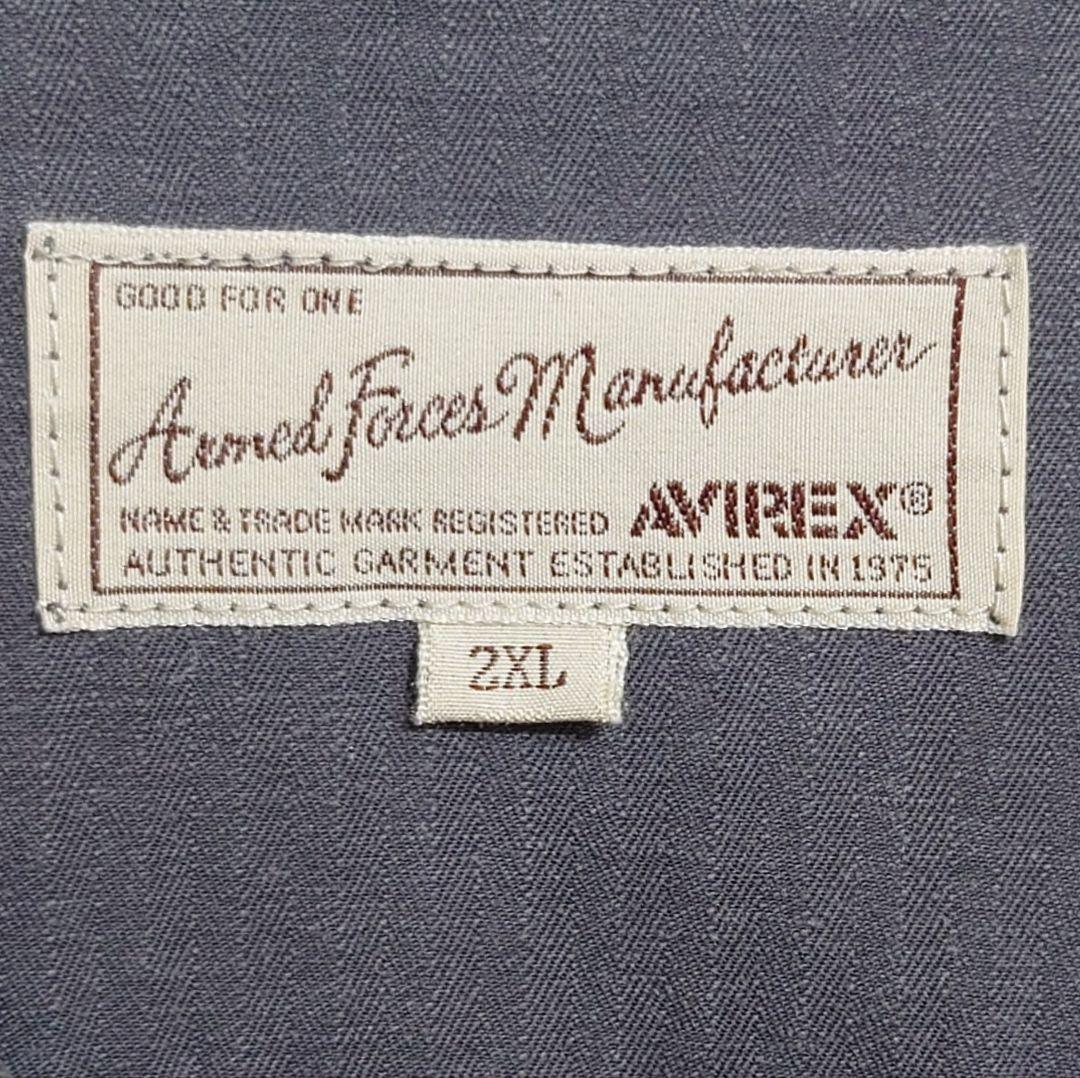 GOOD FOR ONE
Armed Forces Manufacturer
NAME & TRADE MARK REGISTERED AVIREX®
AUTHENTIC GARMENT ESTABLISHED IN 1975
2XL